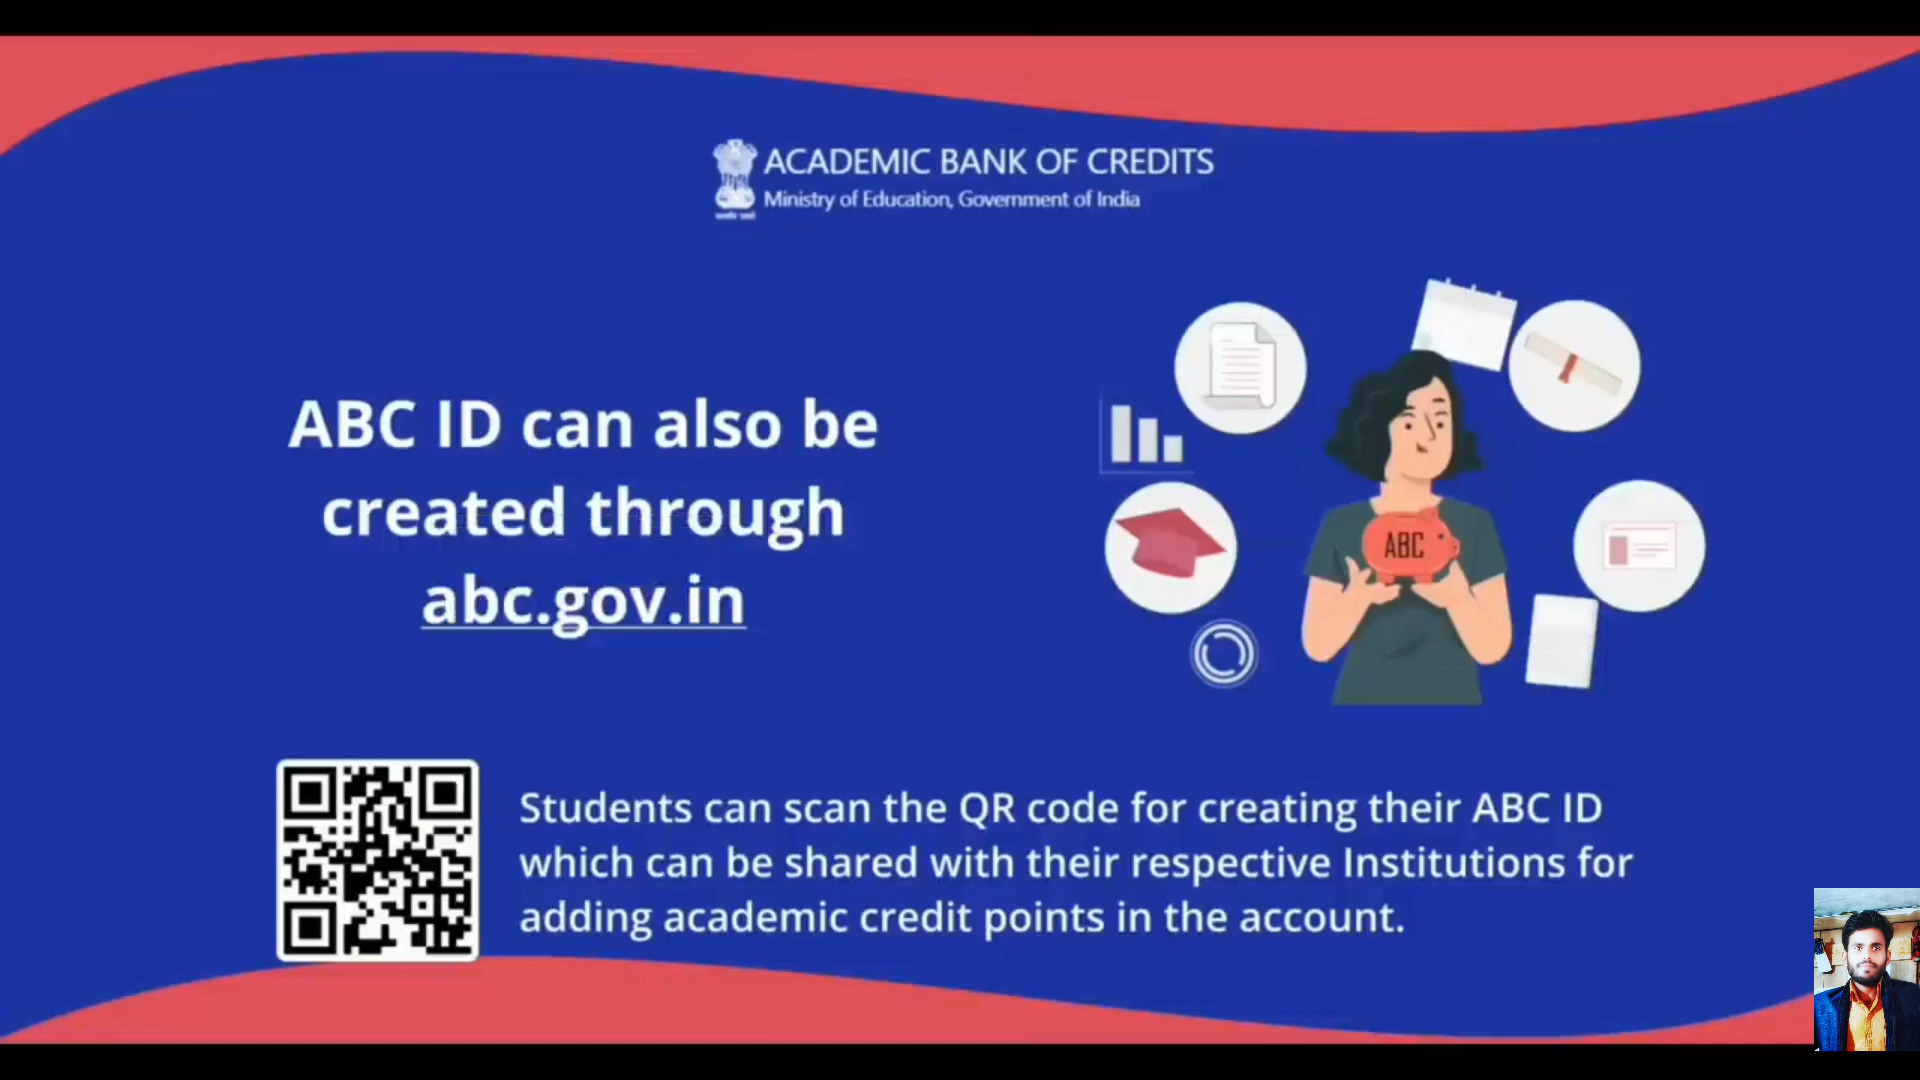 ACADEMIC BANK OF CREDITS
Ministry of Education, Government of India
ABC ID can also be
created through
abc.gov.in
ABC
Students can scan the QR code for creating their ABC ID
which can be shared with their respective Institutions for
adding academic credit points in the account.